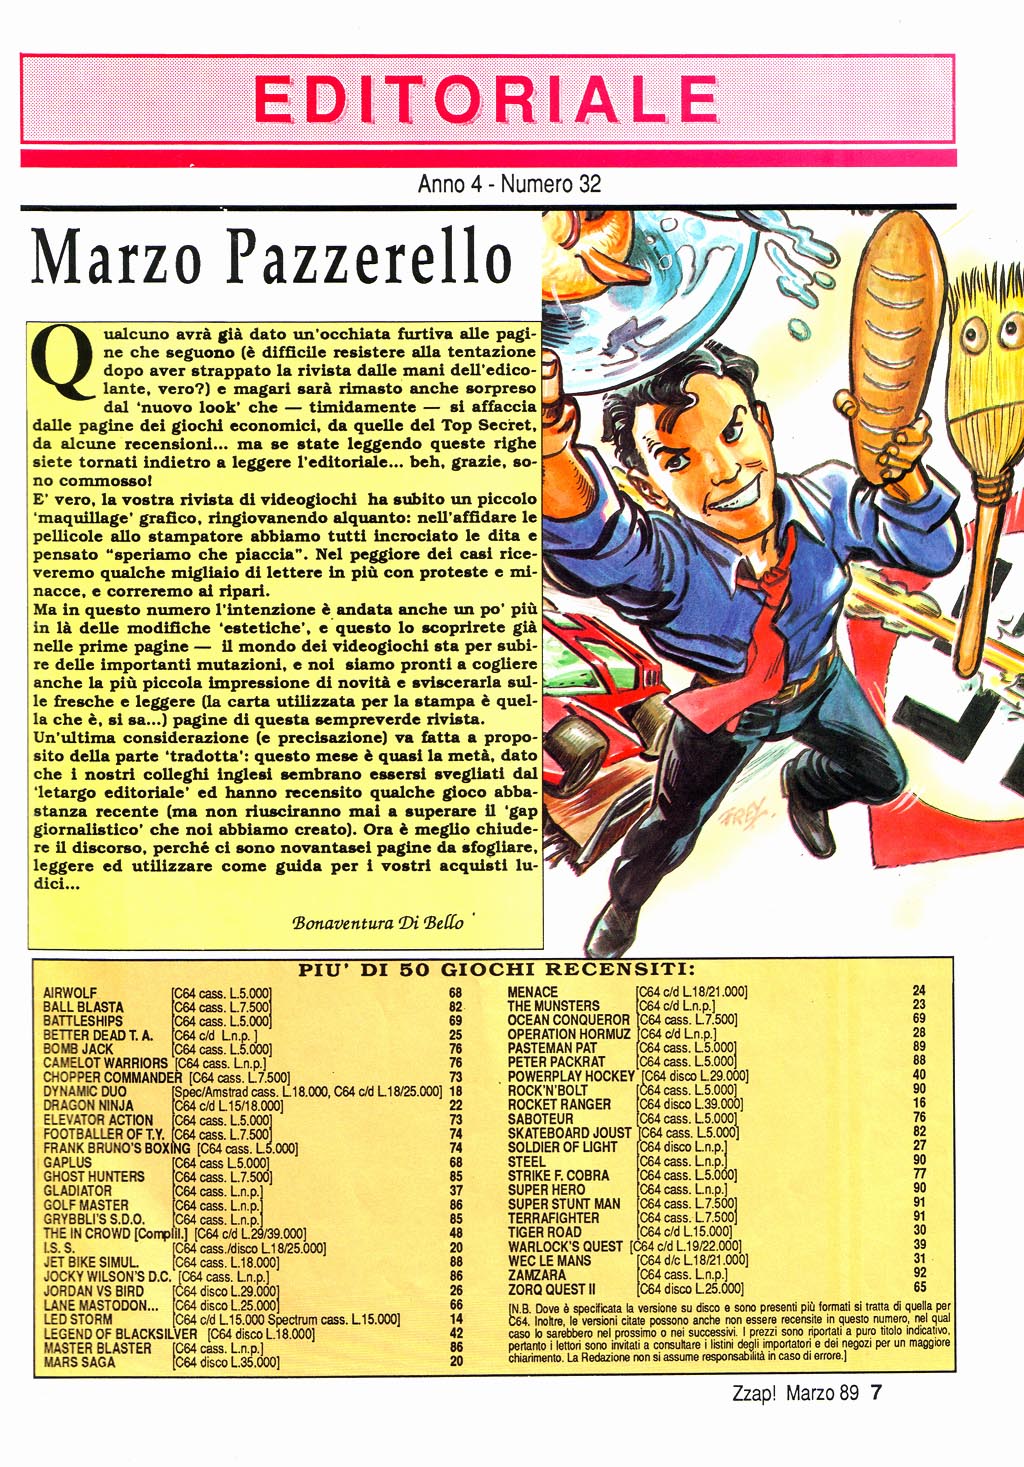 EDITORIALE
Anno 4 - Numero 32
Marzo Pazzerello
Qualcuno avrà già dato un'occhiata furtiva alle pagi-
ne che seguono (è difficile resistere alla tentazione
dopo aver strappato la rivista dalle mani dell'edico-
lante, vero?) e magari sarà rimasto anche sorpreso
dal 'nuovo look' che — timidamente — si affaccia
dalle pagine dei giochi economici, da quelle del Top Secret,
da alcune recensioni... ma se state leggendo queste righe
siete tornati indietro a leggere l'editoriale... beh, grazie, so-
no commosso!
E' vero, la vostra rivista di videogiochi ha subito un piccolo
'maquillage' grafico, ringiovanendo alquanto: nell'affidare le
pellicole allo stampatore abbiamo tutti incrociato le dita e
pensato "speriamo che piaccia". Nel peggiore dei casi rice-
veremo qualche migliaio di lettere in più con proteste e mi-
nacce, e correremo ai ripari.
Ma in questo numero l'intenzione è andata anche un po' più
in là delle modifiche 'estetiche', e questo lo scoprirete già
nelle prime pagine — il mondo dei videogiochi sta per subi-
re delle importanti mutazioni, e noi siamo pronti a cogliere
anche la più piccola impressione di novità e sviscerarla sul-
le fresche e leggere (la carta utilizzata per la stampa è quel-
la che è, si sa...) pagine di questa sempreverde rivista.
Un'ultima considerazione (e precisazione) va fatta a propo-
sito della parte 'tradotta': questo mese è quasi la metà, dato
che i nostri colleghi inglesi sembrano essersi svegliati dal
'letargo editoriale' ed hanno recensito qualche gioco abba-
stanza recente (ma non riusciranno mai a superare il 'gap
giornalistico' che noi abbiamo creato). Ora è meglio chiude-
re il discorso, perché ci sono novantasei pagine da sfogliare,
leggere ed utilizzare come guida per i vostri acquisti lu-
dici...
Bonaventura Di Bello
FREY.
PIU' DI 50 GIOCHI RECENSITI:
AIRWOLF [C64 cass. L.5.000] 68
BALL BLASTA [C64 cass. L.7.500] 82
BATTLESHIPS [C64 cass. L.5.000] 69
BETTER DEAD T. A. [C64 c/d L.n.p. ] 25
BOMB JACK [C64 cass. L.5.000] 76
CAMELOT WARRIORS [C64 cass. L.n.p.] 76
CHOPPER COMMANDER [C64 cass. L.7.500] 73
DYNAMIC DUO [Spec/Amstrad cass. L.18.000, C64 c/d L.18/25.000] 18
DRAGON NINJA [C64 c/d L.15/18.000] 22
ELEVATOR ACTION [C64 cass. L.5.000] 73
FOOTBALLER OF T.Y. [C64 cass. L.7.500] 74
FRANK BRUNO'S BOXING [C64 cass. L.5.000] 74
GAPLUS [C64 cass L.5.000] 68
GHOST HUNTERS [C64 cass. L.7.500] 85
GLADIATOR [C64 cass. L.n.p.] 37
GOLF MASTER [C64 cass. L.n.p.] 86
GRYBBLI'S S.D.O. [C64 cass. L.n.p.] 85
THE IN CROWD [Compill.] [C64 c/d L.29/39.000] 48
I.S. S. [C64 cass./disco L.18/25.000] 20
JET BIKE SIMUL. [C64 cass. L.18.000] 88
JOCKY WILSON'S D.C. [C64 cass. L.n.p.] 86
JORDAN VS BIRD [C64 disco L.29.000] 26
LANE MASTODON... [C64 disco L.25.000] 66
LED STORM [C64 c/d L.15.000 Spectrum cass. L.15.000] 14
LEGEND OF BLACKSILVER [C64 disco L.18.000] 42
MASTER BLASTER [C64 cass. L.n.p.] 86
MARS SAGA [C64 disco L.35.000] 20
MENACE [C64 c/d L.18/21.000] 24
THE MUNSTERS [C64 c/d L.n.p.] 23
OCEAN CONQUEROR [C64 cass. L.7.500] 69
OPERATION HORMUZ [C64 c/d L.n.p.] 28
PASTEMAN PAT [C64 cass. L.5.000] 89
PETER PACKRAT [C64 cass. L.5.000] 88
POWERPLAY HOCKEY [C64 disco L.29.000] 40
ROCK'N'BOLT [C64 cass. L.5.000] 90
ROCKET RANGER [C64 disco L.39.000] 16
SABOTEUR [C64 cass. L.5.000] 76
SKATEBOARD JOUST [C64 cass. L.5.000] 82
SOLDIER OF LIGHT [C64 disco L.n.p.] 27
STEEL [C64 cass. L.n.p.] 90
STRIKE F. COBRA [C64 cass. L.5.000] 77
SUPER HERO [C64 cass. L.n.p.] 90
SUPER STUNT MAN [C64 cass. L.7.500] 91
TERRAFIGHTER [C64 cass. L.7.500] 91
TIGER ROAD [C64 c/d L.15.000] 30
WARLOCK'S QUEST [C64 c/d L.19/22.000] 39
WEC LE MANS [C64 d/c L.18/21.000] 31
ZAMZARA [C64 cass. L.n.p.] 92
ZORQ QUEST II [C64 disco L.25.000] 65
[N.B. Dove è specificata la versione su disco e sono presenti più formati si tratta di quella per
C64. Inoltre, le versioni citate possono anche non essere recensite in questo numero, nel qual
caso lo sarebbero nel prossimo o nei successivi. I prezzi sono riportati a puro titolo indicativo,
pertanto i lettori sono invitati a consultare i listini degli importatori e dei negozi per un maggiore
chiarimento. La Redazione non si assume responsabilità in caso di errore.]
Zzap! Marzo 89 7